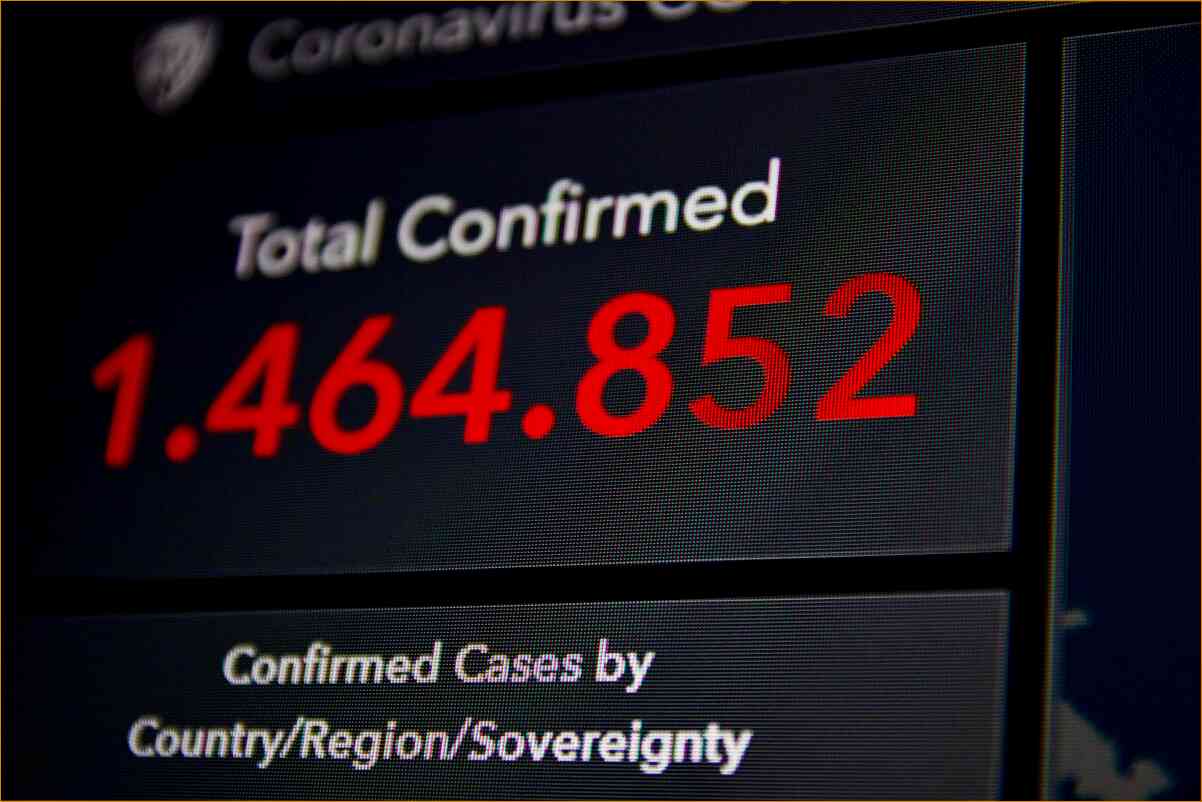 Coronavirus
Total Confirmed
1.464.852
Confirmed Cases by
Country/Region/Sovereignty